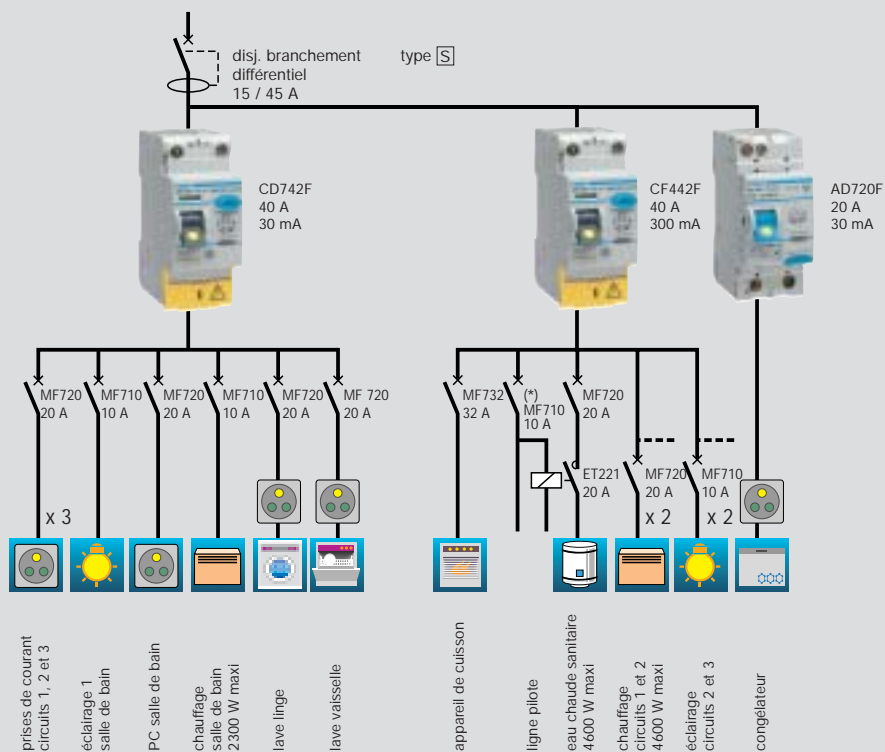 disj. branchement
différentiel
15 / 45 A
type S
CD742F
40 A
30 mA
CF442F
40 A
300 mA
AD720F
20 A
30 mA
MF720
20 A
MF710
10 A
MF720
20 A
MF710
10 A
MF720
20 A
MF 720
20 A
MF732
32 A
(*)
MF710
10 A
MF720
20 A
ET221
20 A
MF720
20 A
MF710
10 A
x 3
x 2
x 2
prises de courant
circuits 1, 2 et 3
éclairage 1
salle de bain
PC salle de bain
chauffage
salle de bain
2300 W maxi
lave linge
lave vaisselle
appareil de cuisson
ligne pilote
eau chaude sanitaire
4600 W maxi
chauffage
circuits 1 et 2
4600 W maxi
éclairage
circuits 2 et 3
congélateur